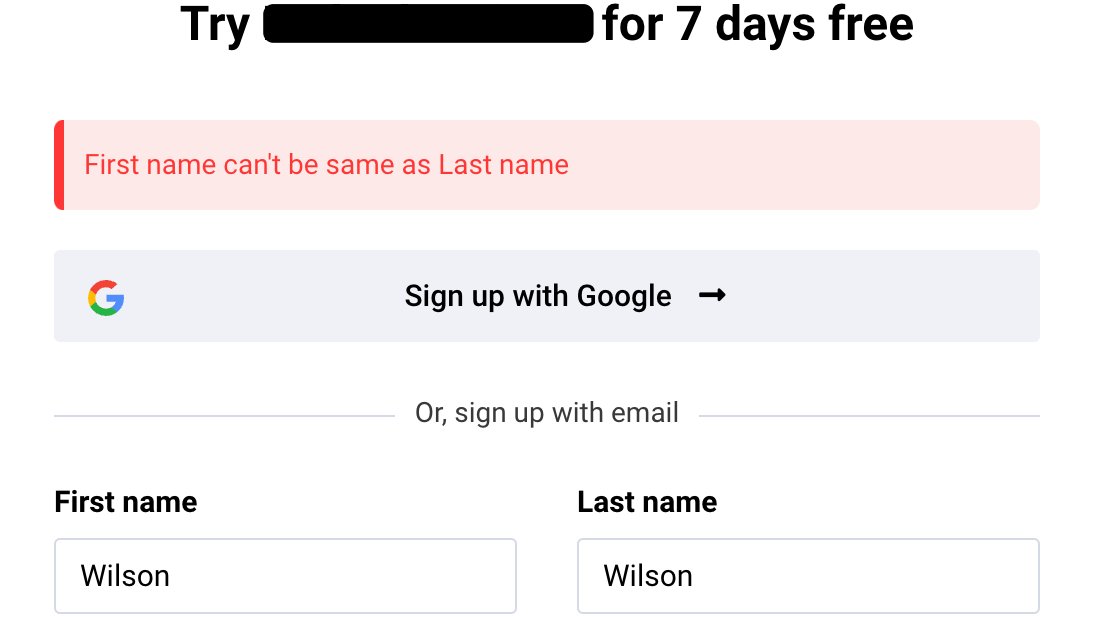 Try for 7 days free
First name can't be same as Last name
Sign up with Google →
Or, sign up with email
First name Last name
Wilson Wilson